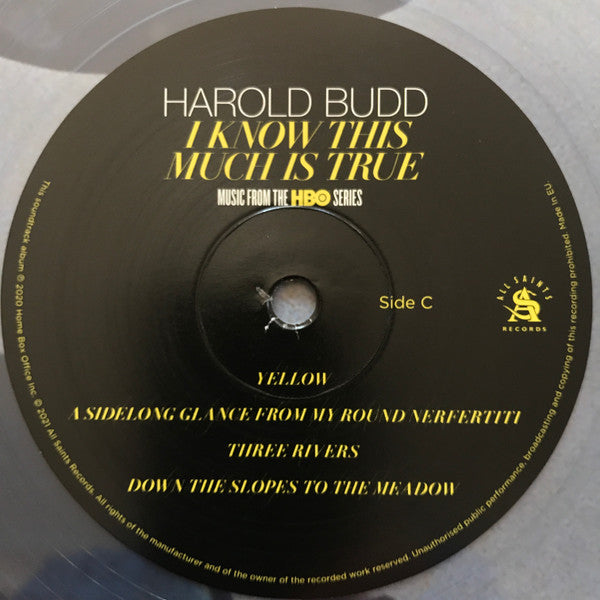 HAROLD BUDD
I KNOW THIS
MUCH IS TRUE
MUSIC FROM THE HBO SERIES
Side C
ALL SAINTS
RECORDS
YELLOW
A SIDELONG GLANCE FROM MY ROUND NERFERTITI
THREE RIVERS
DOWN THE SLOPES TO THE MEADOW
This soundtrack album ℗ 2020 Home Box Office Inc. © 2021 All Saints Records. All rights of the manufacturer and of the owner of the recorded work reserved. Unauthorised public performance, broadcasting and copying of this recording prohibited. Made in EU.